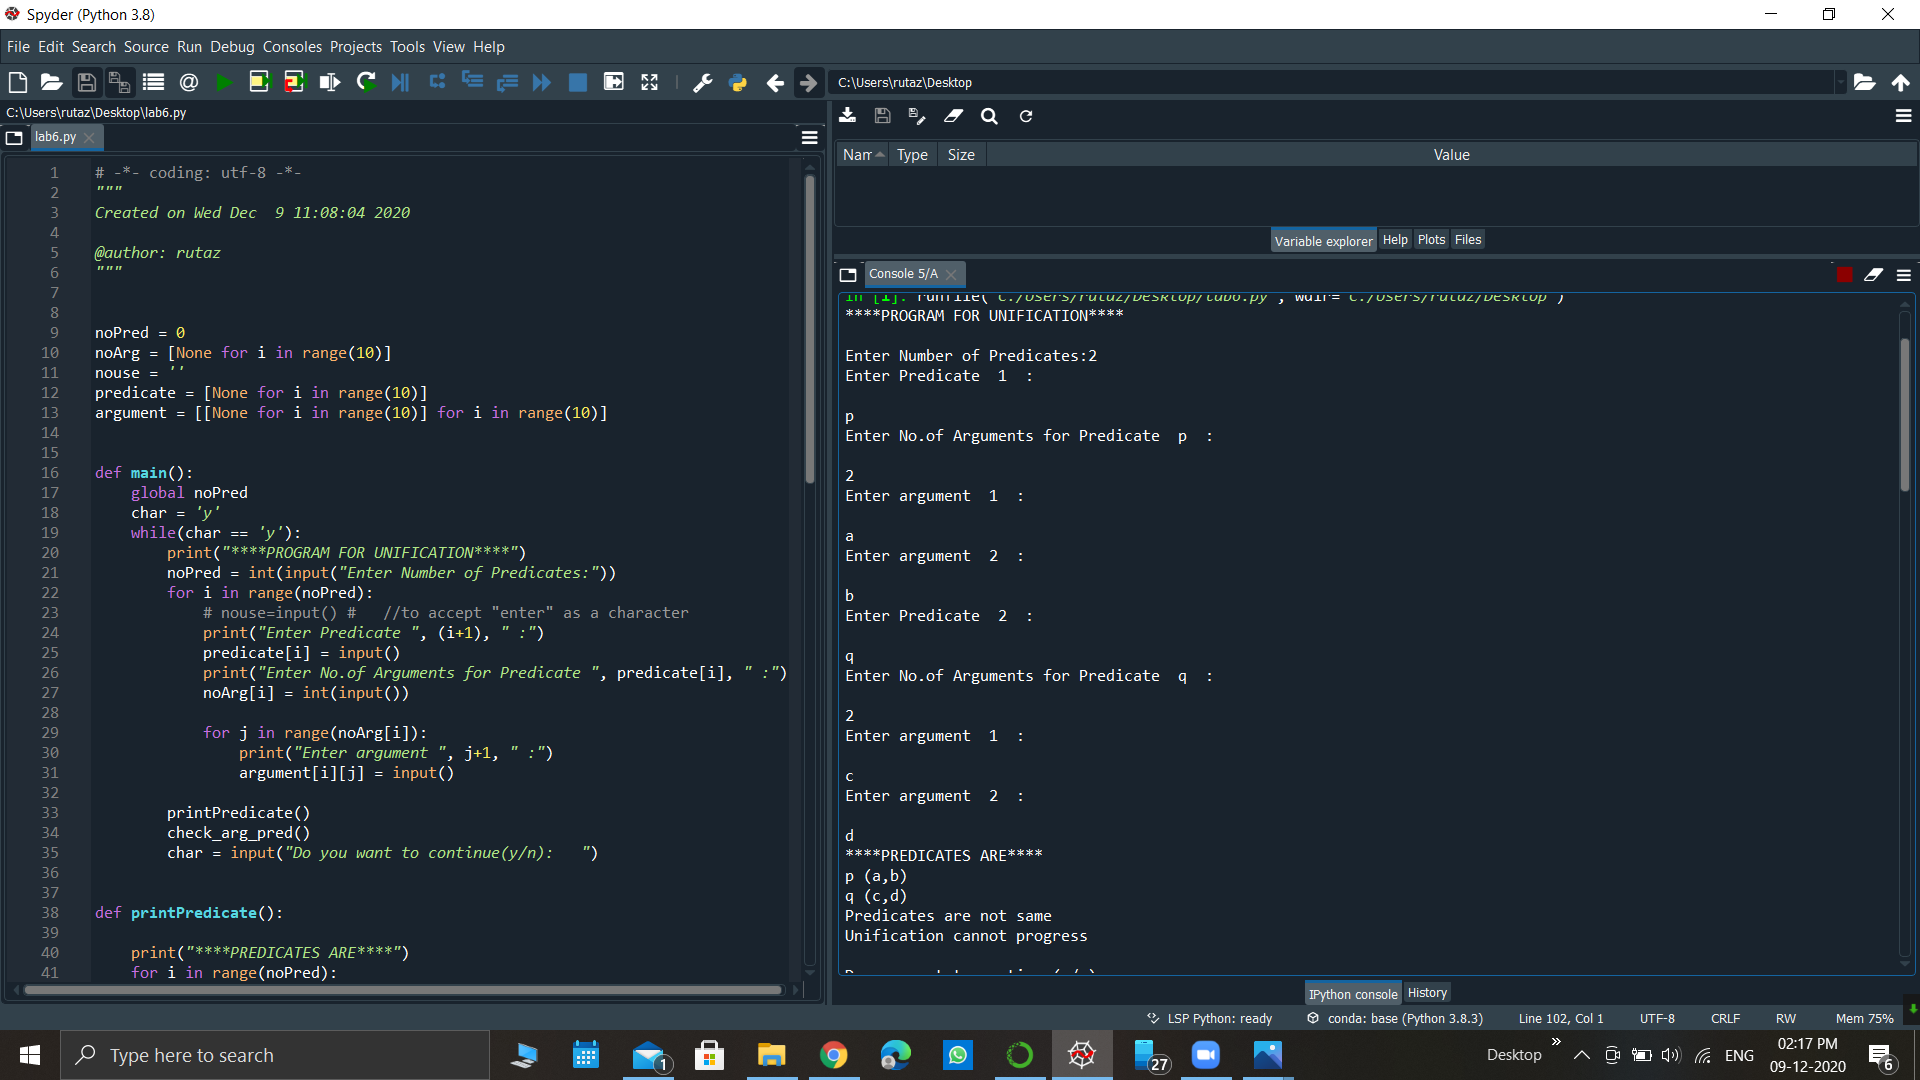 Spyder (Python 3.8)
File Edit Search Source Run Debug Consoles Projects Tools View Help
C:\Users\rutaz\Desktop
C:\Users\rutaz\Desktop\lab6.py
lab6.py
1 # -*- coding: utf-8 -*-
2 """
3 Created on Wed Dec  9 11:08:04 2020
4
5 @author: rutaz
6 """
7
8
9 noPred = 0
10 noArg = [None for i in range(10)]
11 nouse = ''
12 predicate = [None for i in range(10)]
13 argument = [[None for i in range(10)] for i in range(10)]
14
15
16 def main():
17     global noPred
18     char = 'y'
19     while(char == 'y'):
20         print("****PROGRAM FOR UNIFICATION****")
21         noPred = int(input("Enter Number of Predicates:"))
22         for i in range(noPred):
23             # nouse=input() #   //to accept "enter" as a character
24             print("Enter Predicate ", (i+1), " :")
25             predicate[i] = input()
26             print("Enter No.of Arguments for Predicate ", predicate[i], " :")
27             noArg[i] = int(input())
28
29             for j in range(noArg[i]):
30                 print("Enter argument ", j+1, " :")
31                 argument[i][j] = input()
32
33         printPredicate()
34         check_arg_pred()
35         char = input("Do you want to continue(y/n):   ")
36
37
38 def printPredicate():
39
40     print("****PREDICATES ARE****")
41     for i in range(noPred):
Nam Type Size Value
Variable explorer Help Plots Files
Console 5/A
In [1]: runfile('C:/Users/rutaz/Desktop/lab6.py', wdir='C:/Users/rutaz/Desktop')
****PROGRAM FOR UNIFICATION****
Enter Number of Predicates:2
Enter Predicate  1  :
p
Enter No.of Arguments for Predicate  p  :
2
Enter argument  1  :
a
Enter argument  2  :
b
Enter Predicate  2  :
q
Enter No.of Arguments for Predicate  q  :
2
Enter argument  1  :
c
Enter argument  2  :
d
****PREDICATES ARE****
p (a,b)
q (c,d)
Predicates are not same
Unification cannot progress
IPython console History
LSP Python: ready conda: base (Python 3.8.3) Line 102, Col 1 UTF-8 CRLF RW Mem 75%
Type here to search
1
27
Desktop » ENG
02:17 PM
09-12-2020
6